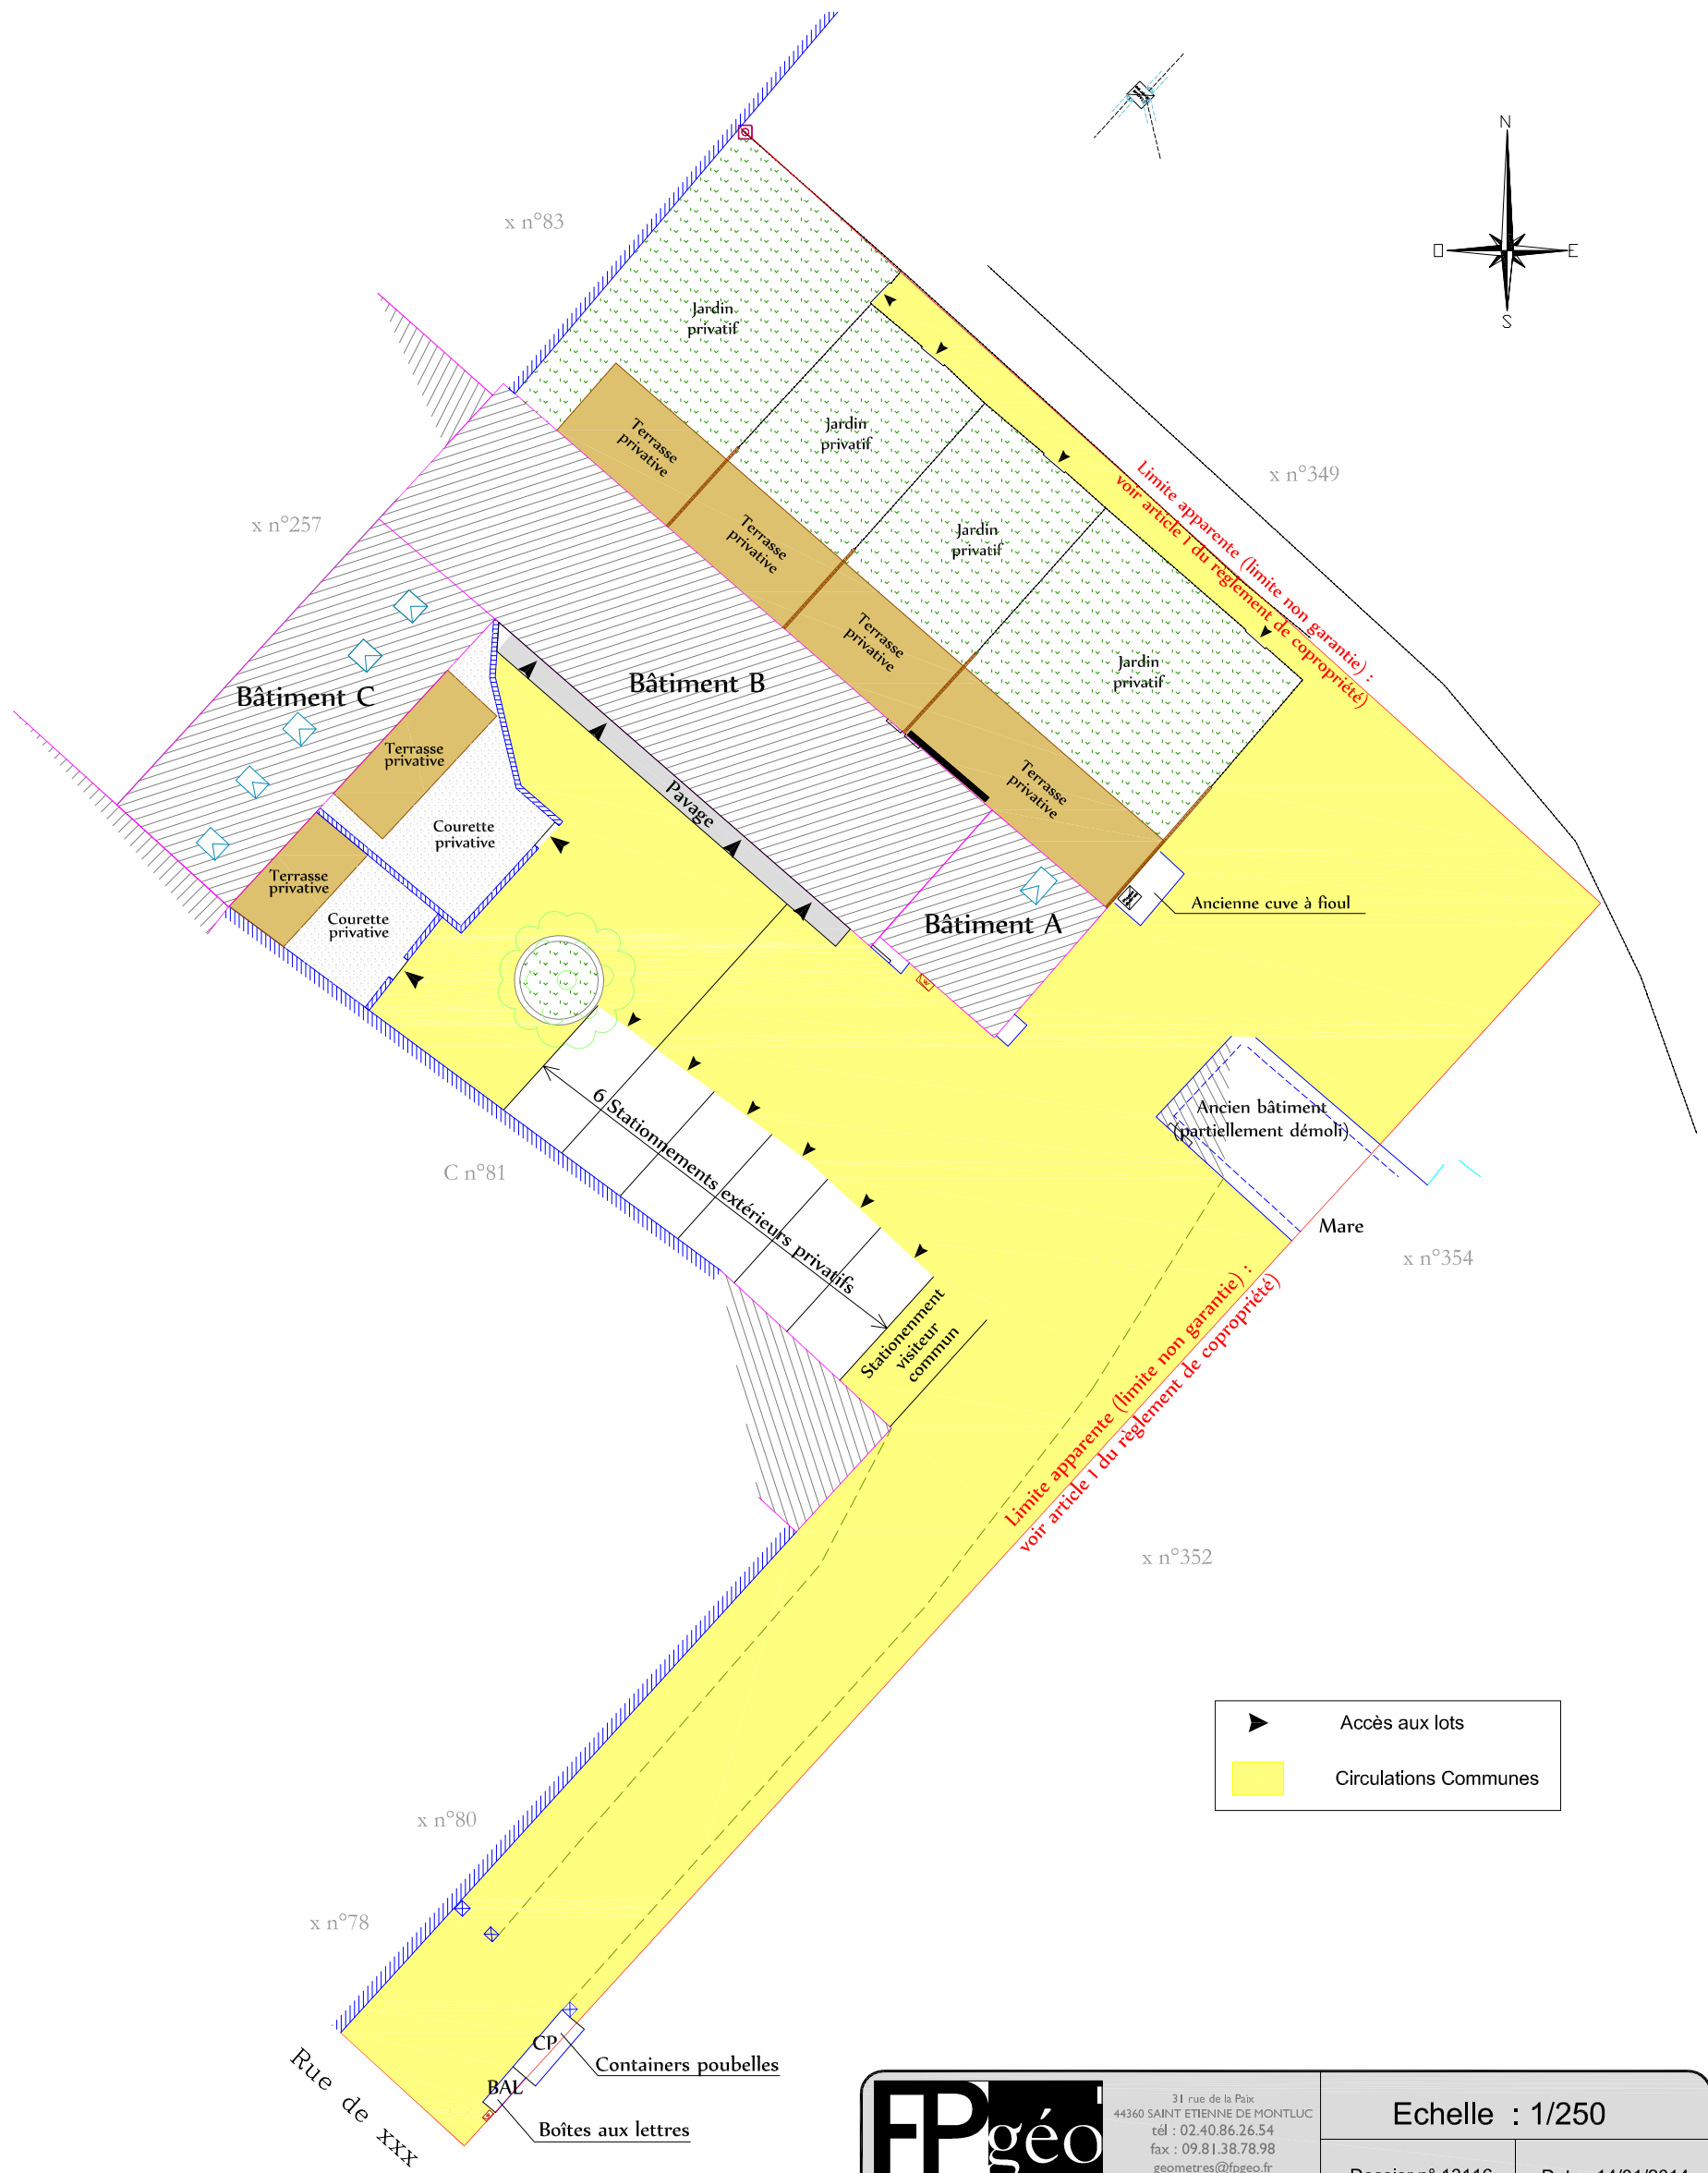 N
O
E
S
x n°83
x n°349
x n°257
Jardin
privatif
Jardin
privatif
Jardin
privatif
Jardin
privatif
Terrasse
privative
Terrasse
privative
Terrasse
privative
Terrasse
privative
Limite apparente (limite non garantie) :
voir article 1 du règlement de copropriété)
Bâtiment C
Bâtiment B
Bâtiment A
Terrasse
privative
Courette
privative
Terrasse
privative
Courette
privative
Pavage
Ancienne cuve à fioul
Ancien bâtiment
(partiellement démoli)
Mare
C n°81
x n°354
6 Stationnements extérieurs privatifs
Stationenment
visiteur
commun
Limite apparente (limite non garantie) :
voir article 1 du règlement de copropriété)
x n°352
Accès aux lots
Circulations Communes
x n°80
x n°78
CP
Containers poubelles
BAL
Boîtes aux lettres
Rue de xxx
FP
géo
31 rue de la Paix
44360 SAINT ETIENNE DE MONTLUC
tél : 02.40.86.26.54
fax : 09.81.38.78.98
geometres@fpgeo.fr
Echelle : 1/250